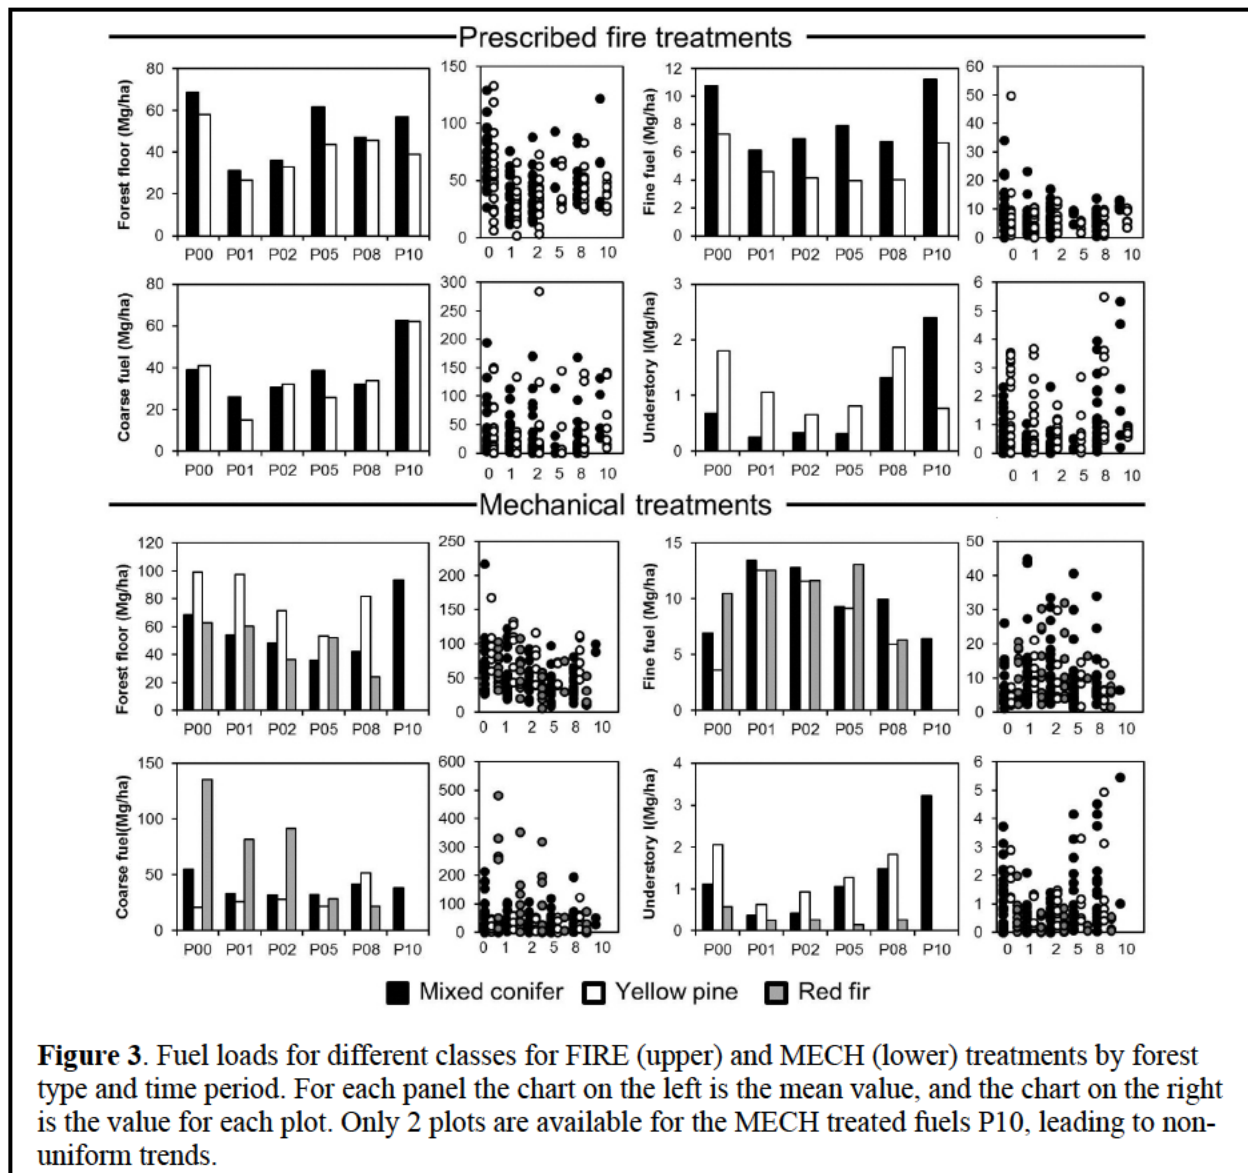 Prescribed fire treatments
Forest floor (Mg/ha)
80
60
40
20
0
P00 P01 P02 P05 P08 P10
150
100
50
0
0 1 2 5 8 10
Fine fuel (Mg/ha)
12
10
8
6
4
2
0
P00 P01 P02 P05 P08 P10
60
50
40
30
20
10
0
0 1 2 5 8 10
Coarse fuel (Mg/ha)
80
60
40
20
0
P00 P01 P02 P05 P08 P10
300
250
200
150
100
50
0
0 1 2 5 8 10
Understory l(Mg/ha)
3
2
1
0
P00 P01 P02 P05 P08 P10
6
5
4
3
2
1
0
0 1 2 5 8 10
Mechanical treatments
Forest floor (Mg/ha)
120
100
80
60
40
20
0
P00 P01 P02 P05 P08 P10
250
200
150
100
50
0
0 1 2 5 8 10
Fine fuel (Mg/ha)
15
10
5
0
P00 P01 P02 P05 P08 P10
50
40
30
20
10
0
0 1 2 5 8 10
Coarse fuel(Mg/ha)
150
100
50
0
P00 P01 P02 P05 P08 P10
600
500
400
300
200
100
0
0 1 2 5 8 10
Understory l(Mg/ha)
4
3
2
1
0
P00 P01 P02 P05 P08 P10
6
5
4
3
2
1
0
0 1 2 5 8 10
Mixed conifer Yellow pine Red fir
Figure 3. Fuel loads for different classes for FIRE (upper) and MECH (lower) treatments by forest
type and time period. For each panel the chart on the left is the mean value, and the chart on the right
is the value for each plot. Only 2 plots are available for the MECH treated fuels P10, leading to non-
uniform trends.